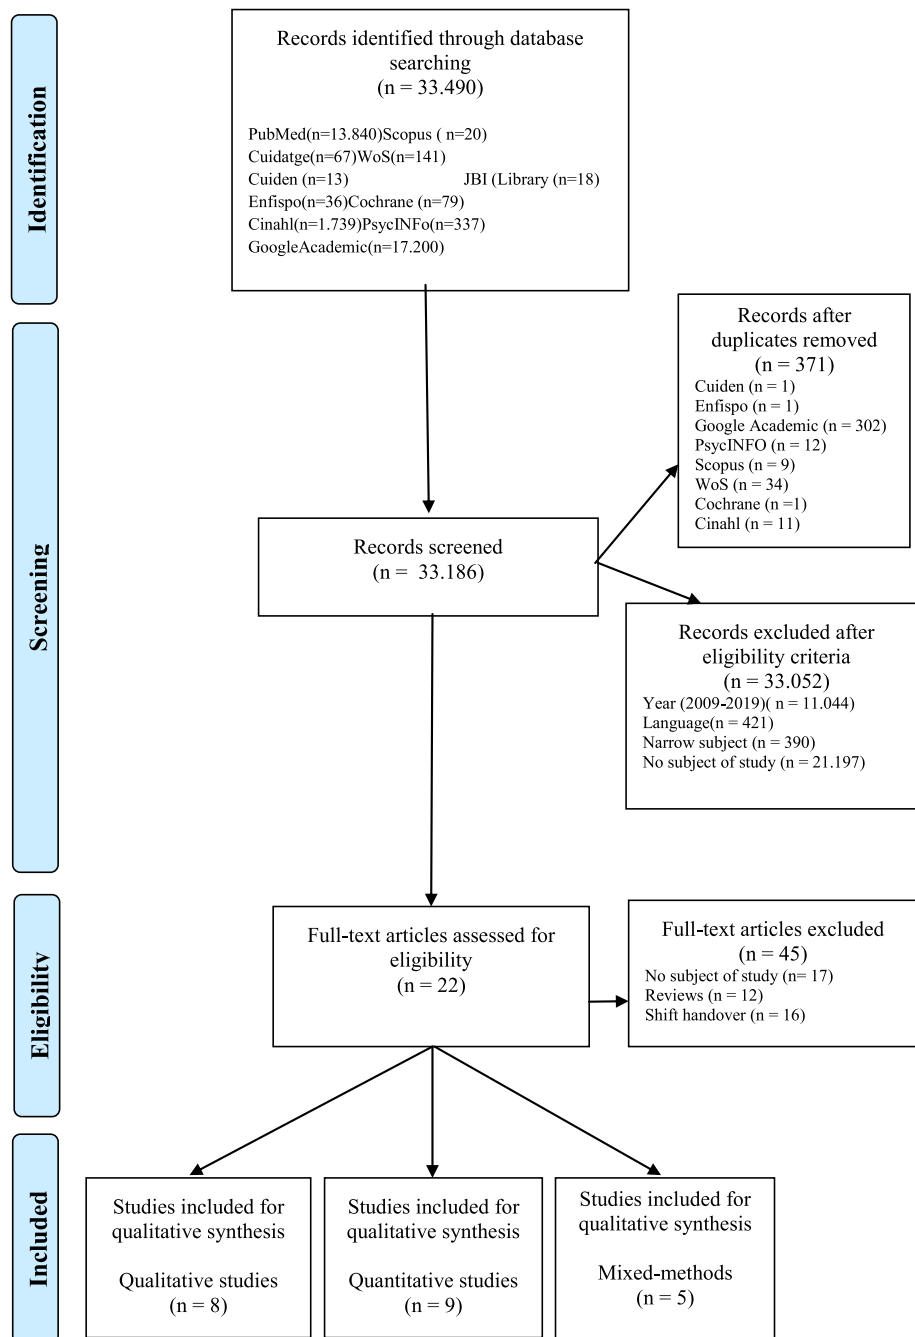 Identification
Records identified through database
searching
(n = 33.490)
PubMed(n=13.840)Scopus ( n=20)
Cuidatge(n=67)WoS(n=141)
Cuiden (n=13) JBI (Library (n=18)
Enfispo(n=36)Cochrane (n=79)
Cinahl(n=1.739)PsycINFo(n=337)
GoogleAcademic(n=17.200)
Screening
Records after
duplicates removed
(n = 371)
Cuiden (n = 1)
Enfispo (n = 1)
Google Academic (n = 302)
PsycINFO (n = 12)
Scopus (n = 9)
WoS (n = 34)
Cochrane (n =1)
Cinahl (n = 11)
Records screened
(n = 33.186)
Records excluded after
eligibility criteria
(n = 33.052)
Year (2009-2019)( n = 11.044)
Language(n = 421)
Narrow subject (n = 390)
No subject of study (n = 21.197)
Eligibility
Full-text articles assessed for
eligibility
(n = 22)
Full-text articles excluded
(n = 45)
No subject of study (n= 17)
Reviews (n = 12)
Shift handover (n = 16)
Included
Studies included for
qualitative synthesis
Qualitative studies
(n = 8)
Studies included for
qualitative synthesis
Quantitative studies
(n = 9)
Studies included for
qualitative synthesis
Mixed-methods
(n = 5)